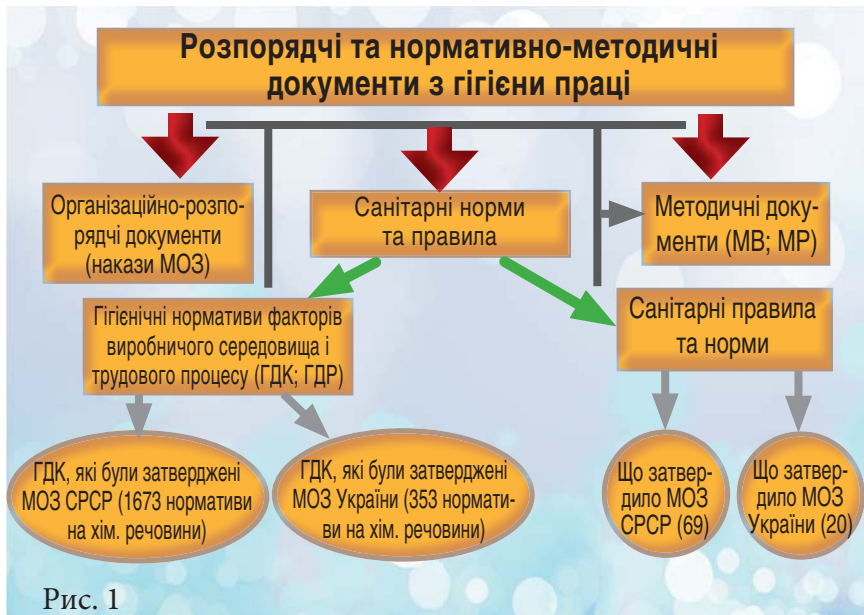 Розпорядчі та нормативно-методичні
документи з гігієни праці
Організаційно-розпо-
рядчі документи
(накази МОЗ)
Санітарні норми
та правила
Методичні доку-
менти (МВ; МР)
Гігієнічні нормативи факторів
виробничого середовища і
трудового процесу (ГДК; ГДР)
Санітарні правила
та норми
ГДК, які були затверджені
МОЗ СРСР (1673 нормативи
на хім. речовини)
ГДК, які були затверджені
МОЗ України (353 нормати-
ви на хім. речовини)
Що затвер-
дило МОЗ
СРСР (69)
Що затвер-
дило МОЗ
України (20)
Рис. 1